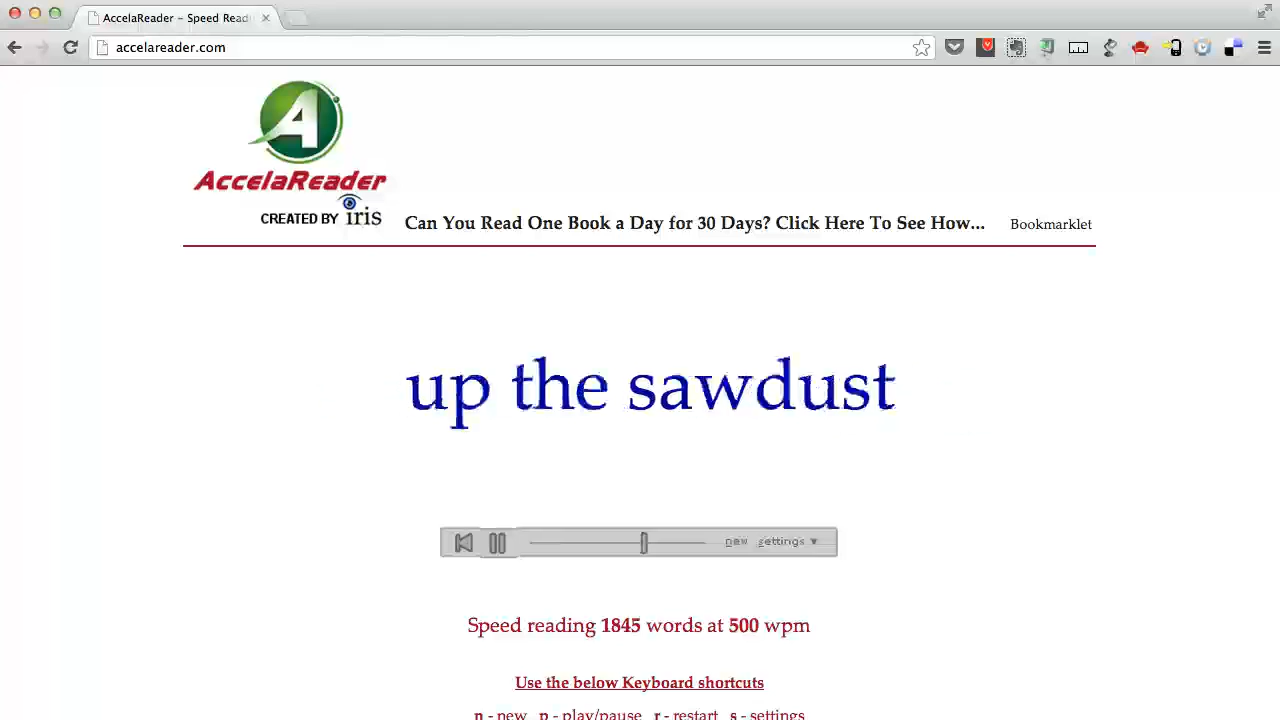 AccelaReader – Speed Read
accelareader.com
A
AccelaReader
CREATED BY iris
Can You Read One Book a Day for 30 Days? Click Here To See How...
Bookmarklet
up the sawdust
new settings ▼
Speed reading 1845 words at 500 wpm
Use the below Keyboard shortcuts
n - new p - play/pause r - restart s - settings